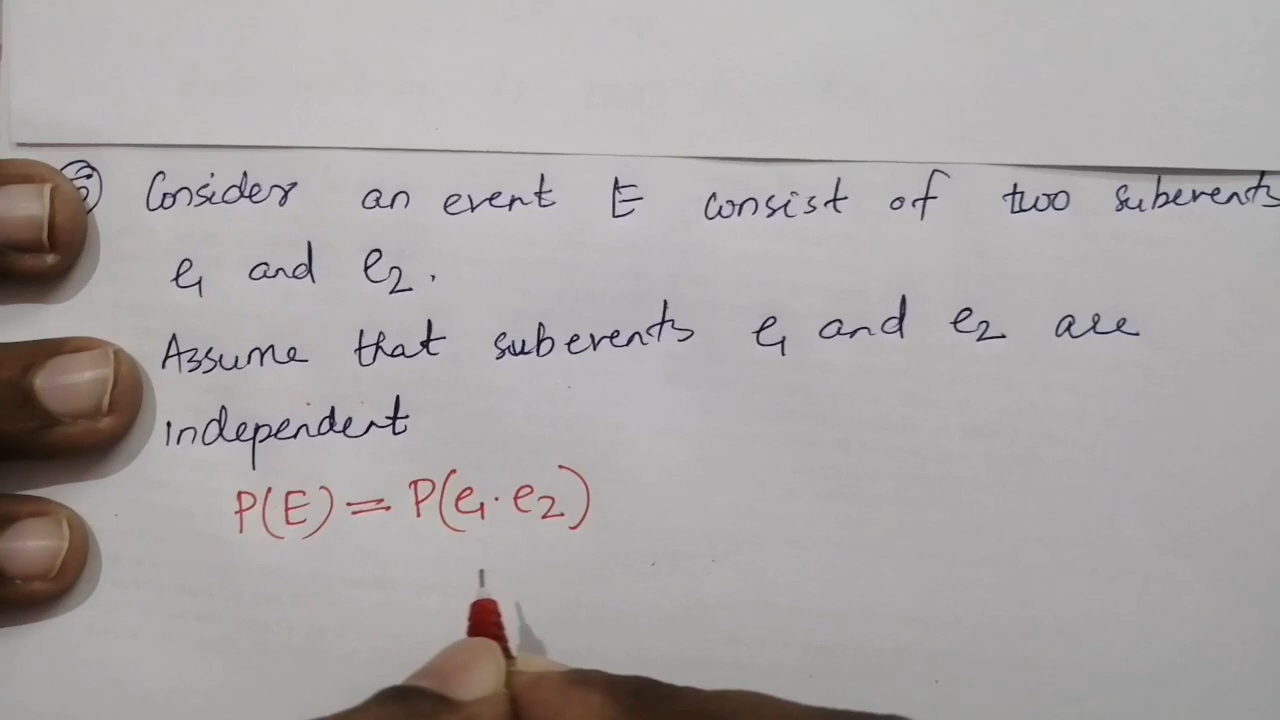 Consider an event E consist of two subevents
e1 and e2.
Assume that subevents e1 and e2 are
independent
P(E) = P(e1 · e2)